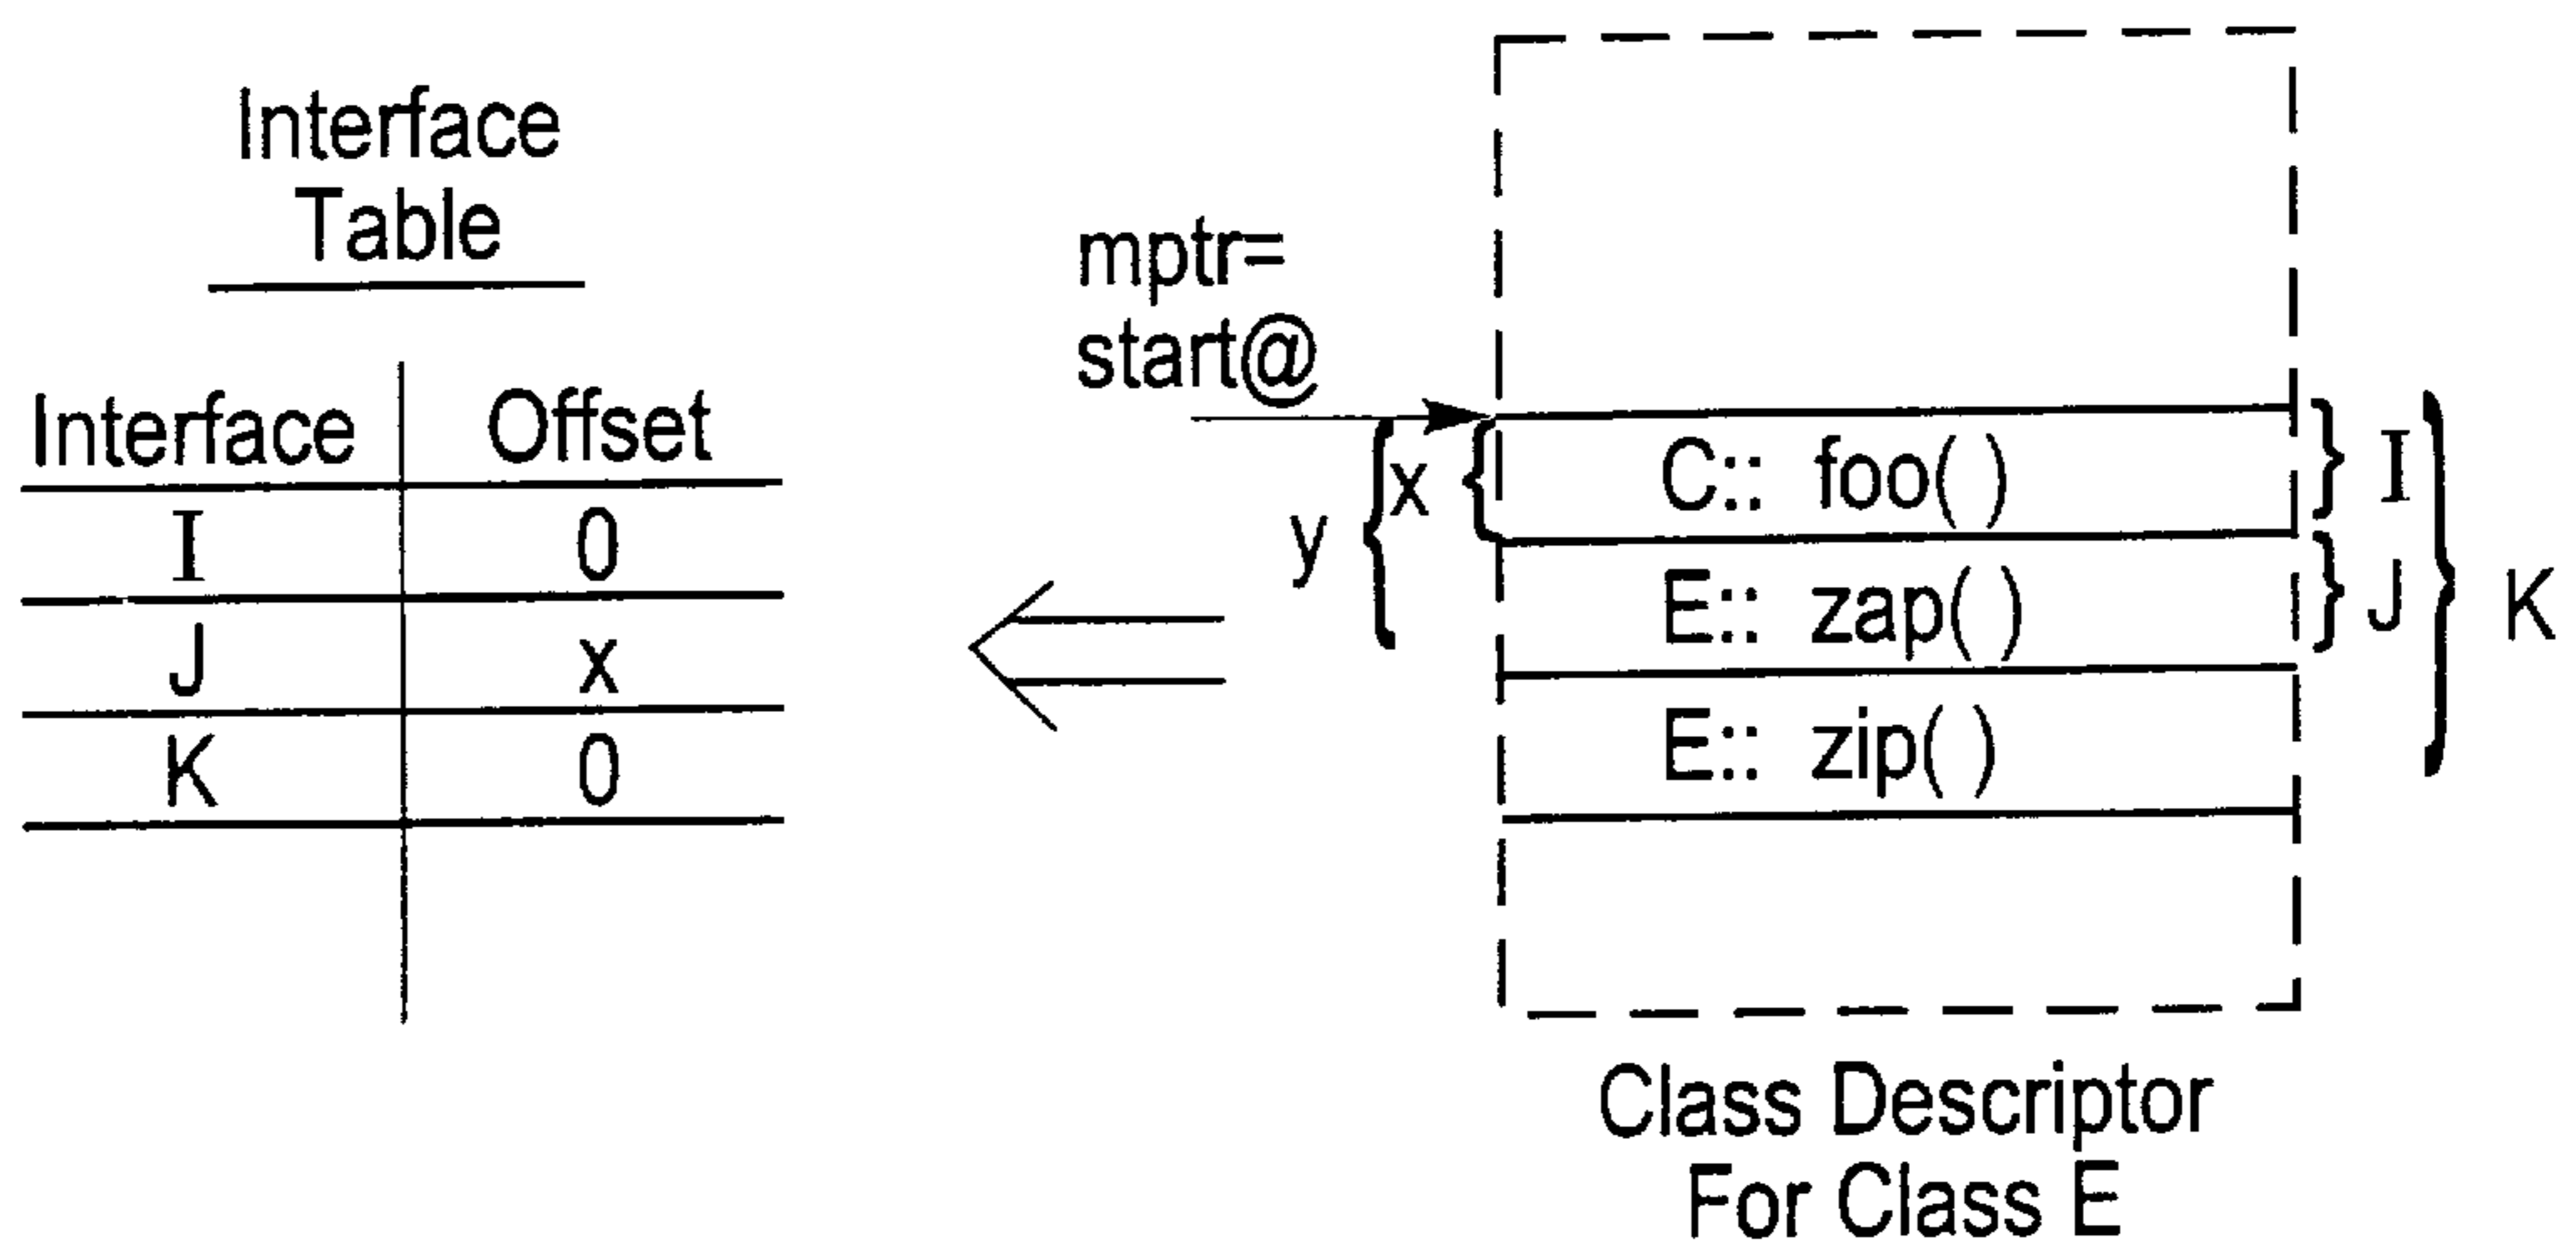 Interface
Table
Interface Offset
I 0
J x
K 0
mptr=
start@
y x
C:: foo( ) I
E:: zap( ) J K
E:: zip( )
Class Descriptor
For Class E